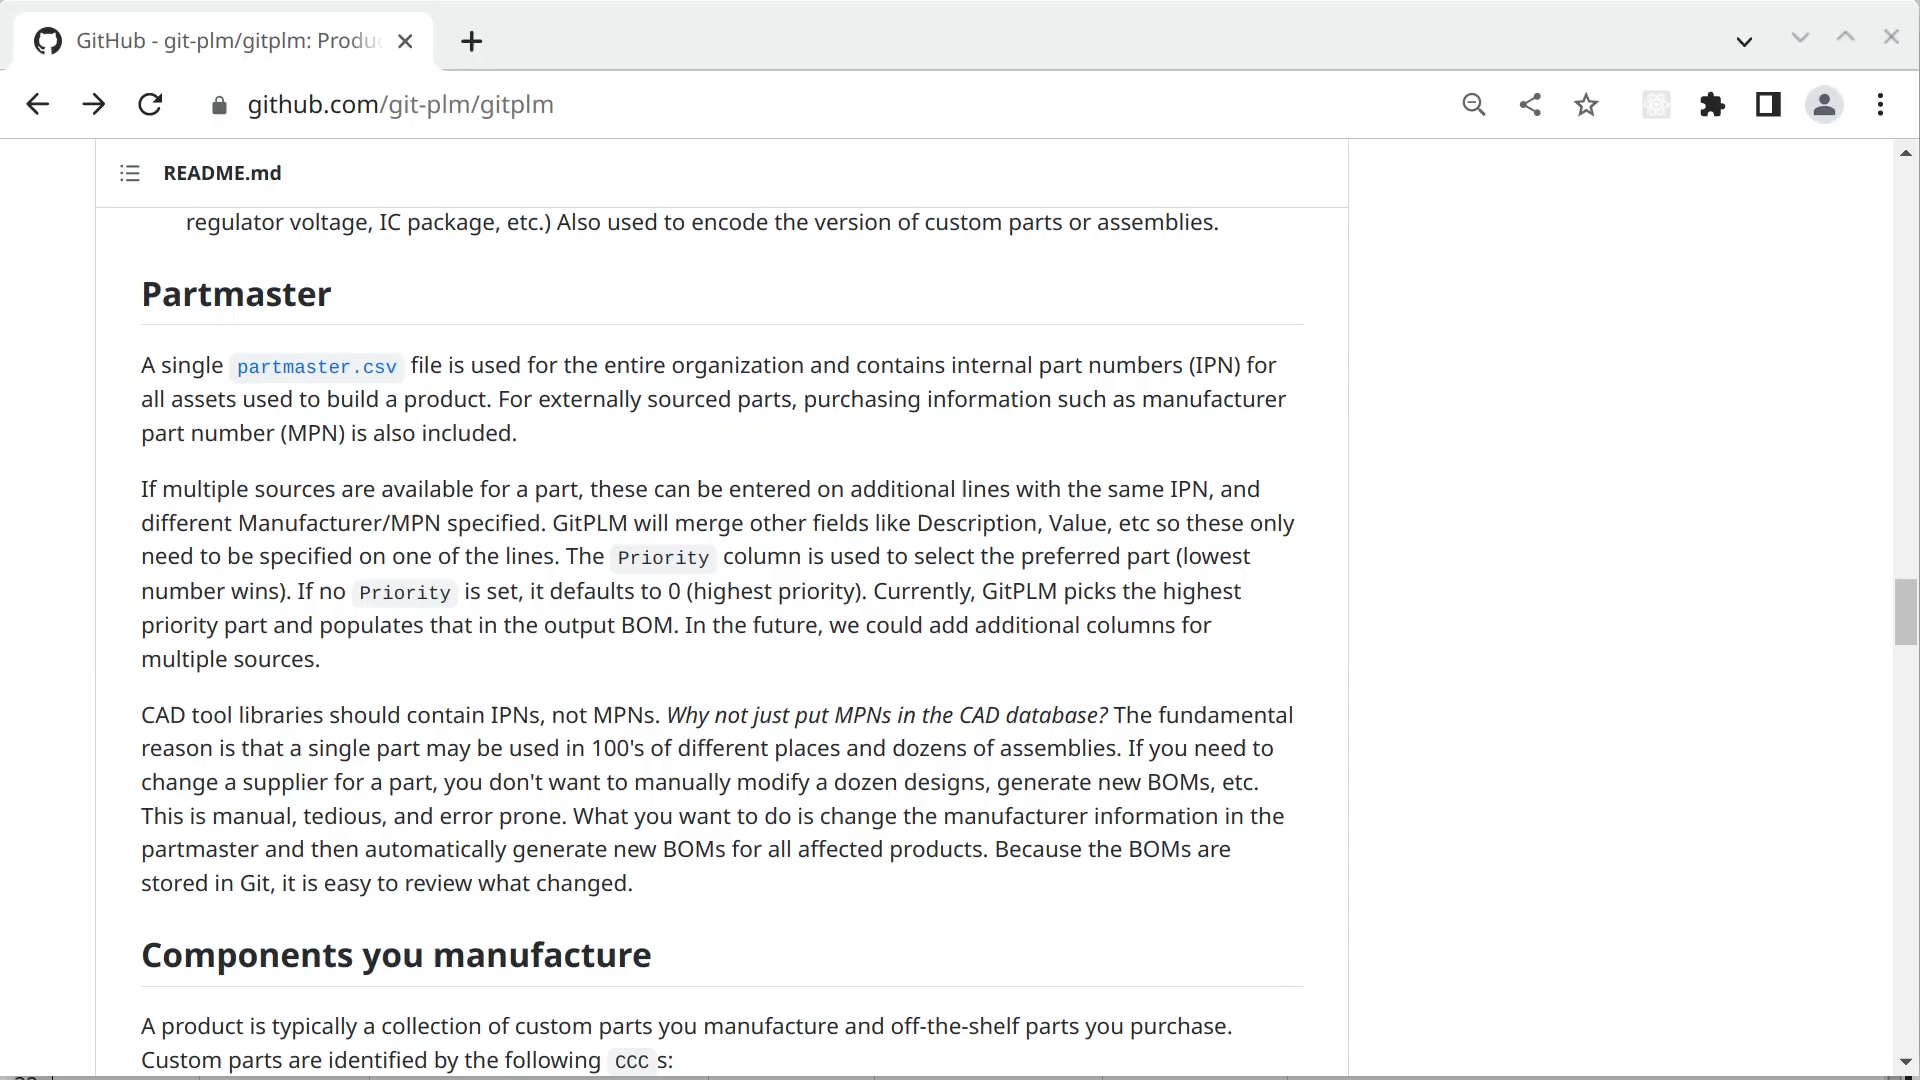 GitHub - git-plm/gitplm: Produ
github.com/git-plm/gitplm
README.md
regulator voltage, IC package, etc.) Also used to encode the version of custom parts or assemblies.
Partmaster
A single partmaster.csv file is used for the entire organization and contains internal part numbers (IPN) for
all assets used to build a product. For externally sourced parts, purchasing information such as manufacturer
part number (MPN) is also included.
If multiple sources are available for a part, these can be entered on additional lines with the same IPN, and
different Manufacturer/MPN specified. GitPLM will merge other fields like Description, Value, etc so these only
need to be specified on one of the lines. The Priority column is used to select the preferred part (lowest
number wins). If no Priority is set, it defaults to 0 (highest priority). Currently, GitPLM picks the highest
priority part and populates that in the output BOM. In the future, we could add additional columns for
multiple sources.
CAD tool libraries should contain IPNs, not MPNs. Why not just put MPNs in the CAD database? The fundamental
reason is that a single part may be used in 100's of different places and dozens of assemblies. If you need to
change a supplier for a part, you don't want to manually modify a dozen designs, generate new BOMs, etc.
This is manual, tedious, and error prone. What you want to do is change the manufacturer information in the
partmaster and then automatically generate new BOMs for all affected products. Because the BOMs are
stored in Git, it is easy to review what changed.
Components you manufacture
A product is typically a collection of custom parts you manufacture and off-the-shelf parts you purchase.
Custom parts are identified by the following CCC s: